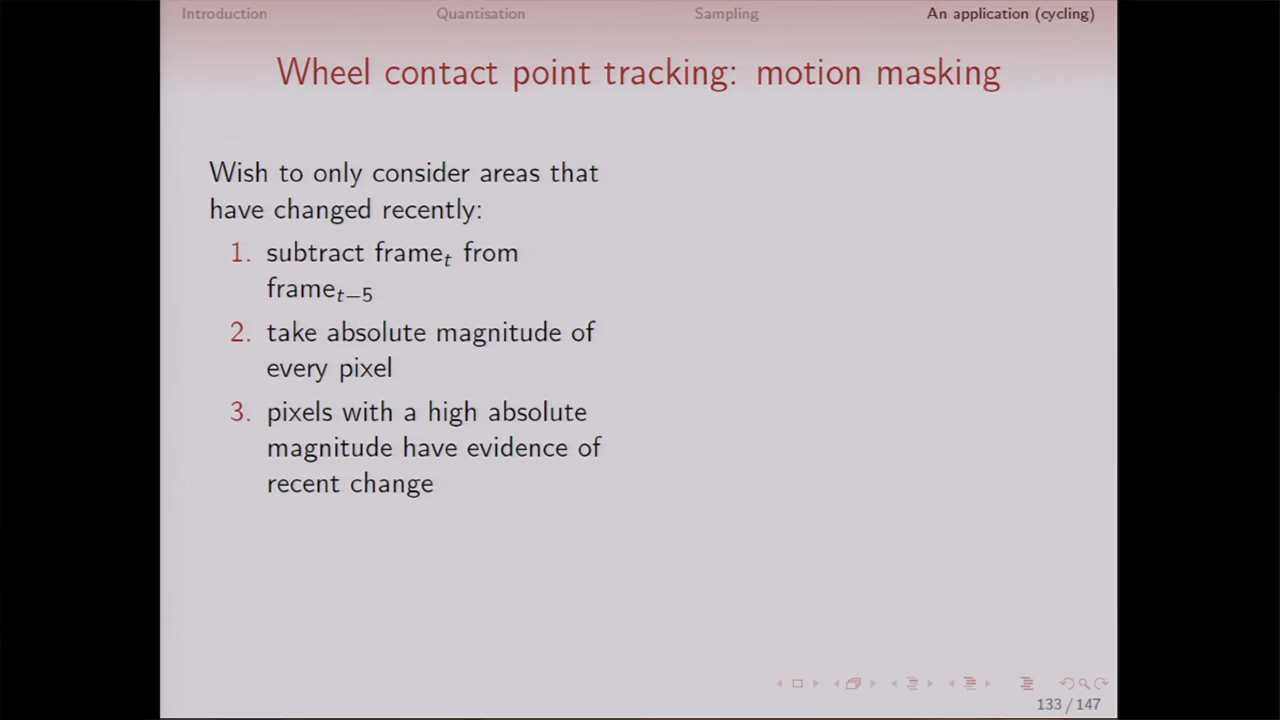 Introduction Quantisation Sampling An application (cycling)
Wheel contact point tracking: motion masking
Wish to only consider areas that
have changed recently:
1. subtract frame_t from
frame_{t−5}
2. take absolute magnitude of
every pixel
3. pixels with a high absolute
magnitude have evidence of
recent change
133 / 147